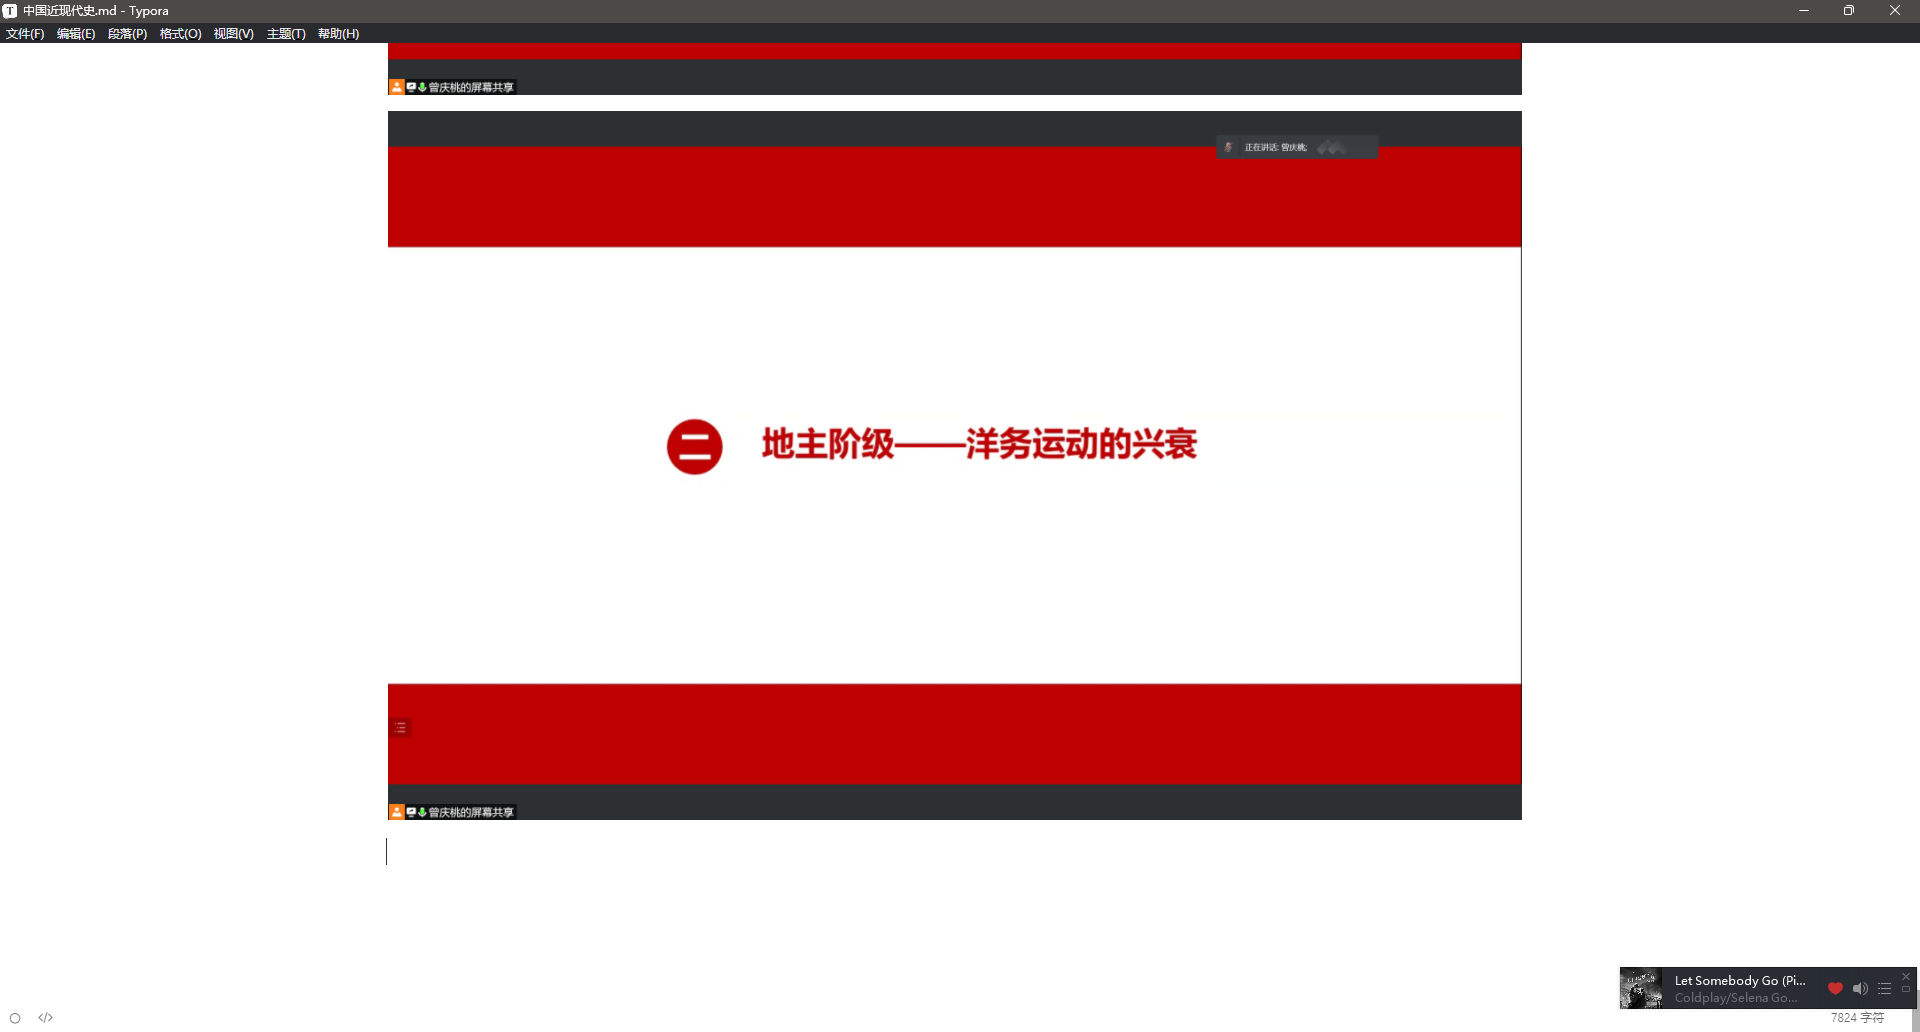 中国近现代史.md - Typora
文件(F) 编辑(E) 段落(P) 格式(O) 视图(V) 主题(T) 帮助(H)
曾庆桃的屏幕共享
正在讲话: 曾庆桃;
二 地主阶级——洋务运动的兴衰
曾庆桃的屏幕共享
Let Somebody Go (Pi...
Coldplay/Selena Go...
7824 字符